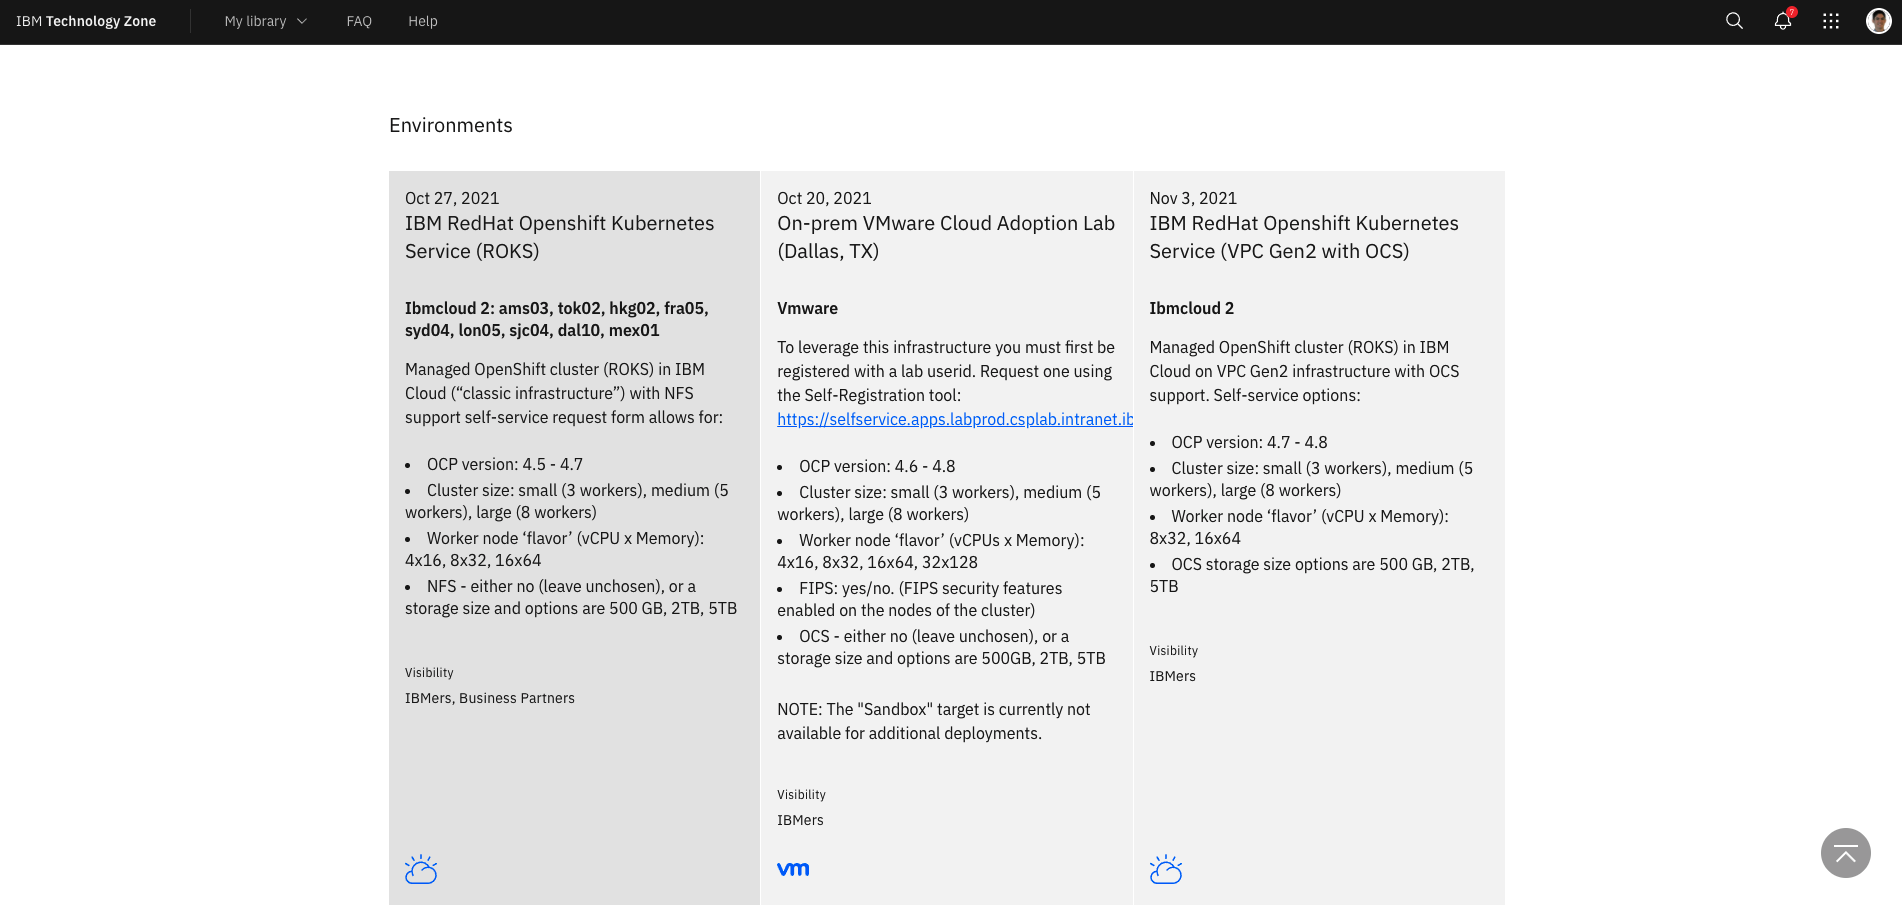 IBM Technology Zone
My library
FAQ
Help
7
Environments
Oct 27, 2021
IBM RedHat Openshift Kubernetes
Service (ROKS)
Ibmcloud 2: ams03, tok02, hkg02, fra05,
syd04, lon05, sjc04, dal10, mex01
Managed OpenShift cluster (ROKS) in IBM
Cloud (“classic infrastructure”) with NFS
support self-service request form allows for:
• OCP version: 4.5 - 4.7
• Cluster size: small (3 workers), medium (5
workers), large (8 workers)
• Worker node ‘flavor’ (vCPU x Memory):
4x16, 8x32, 16x64
• NFS - either no (leave unchosen), or a
storage size and options are 500 GB, 2TB, 5TB
Visibility
IBMers, Business Partners
Oct 20, 2021
On-prem VMware Cloud Adoption Lab
(Dallas, TX)
Vmware
To leverage this infrastructure you must first be
registered with a lab userid. Request one using
the Self-Registration tool:
https://selfservice.apps.labprod.csplab.intranet.ib
• OCP version: 4.6 - 4.8
• Cluster size: small (3 workers), medium (5
workers), large (8 workers)
• Worker node ‘flavor’ (vCPUs x Memory):
4x16, 8x32, 16x64, 32x128
• FIPS: yes/no. (FIPS security features
enabled on the nodes of the cluster)
• OCS - either no (leave unchosen), or a
storage size and options are 500GB, 2TB, 5TB
NOTE: The "Sandbox" target is currently not
available for additional deployments.
Visibility
IBMers
vm
Nov 3, 2021
IBM RedHat Openshift Kubernetes
Service (VPC Gen2 with OCS)
Ibmcloud 2
Managed OpenShift cluster (ROKS) in IBM
Cloud on VPC Gen2 infrastructure with OCS
support. Self-service options:
• OCP version: 4.7 - 4.8
• Cluster size: small (3 workers), medium (5
workers), large (8 workers)
• Worker node ‘flavor’ (vCPU x Memory):
8x32, 16x64
• OCS storage size options are 500 GB, 2TB,
5TB
Visibility
IBMers